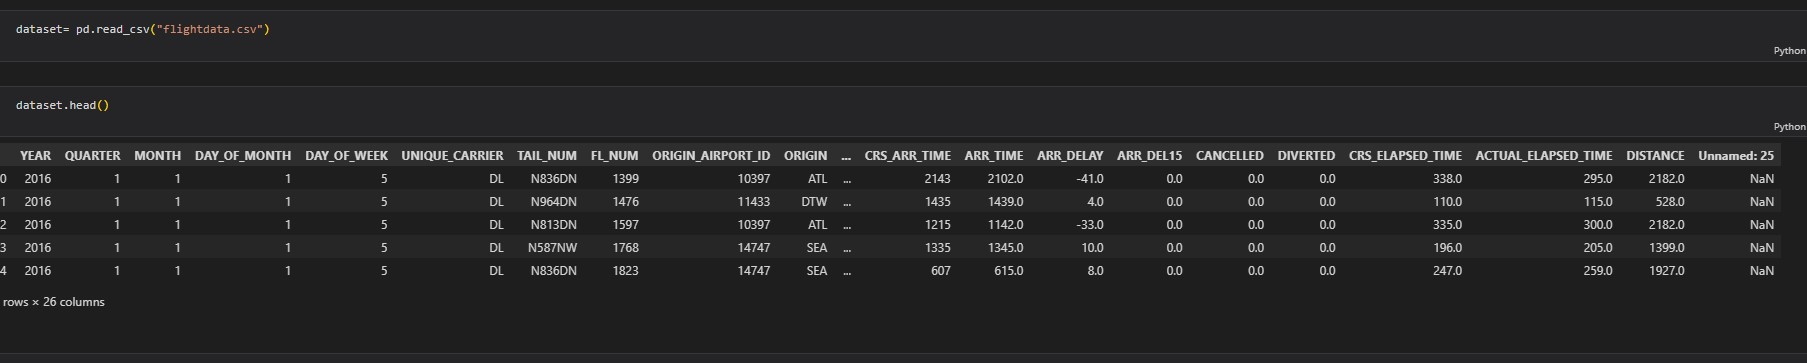 dataset= pd.read_csv("flightdata.csv")
Python
dataset.head()
Python
YEAR QUARTER MONTH DAY_OF_MONTH DAY_OF_WEEK UNIQUE_CARRIER TAIL_NUM FL_NUM ORIGIN_AIRPORT_ID ORIGIN ... CRS_ARR_TIME ARR_TIME ARR_DELAY ARR_DEL15 CANCELLED DIVERTED CRS_ELAPSED_TIME ACTUAL_ELAPSED_TIME DISTANCE Unnamed: 25
0 2016 1 1 1 5 DL N836DN 1399 10397 ATL ... 2143 2102.0 -41.0 0.0 0.0 0.0 338.0 295.0 2182.0 NaN
1 2016 1 1 1 5 DL N964DN 1476 11433 DTW ... 1435 1439.0 4.0 0.0 0.0 0.0 110.0 115.0 528.0 NaN
2 2016 1 1 1 5 DL N813DN 1597 10397 ATL ... 1215 1142.0 -33.0 0.0 0.0 0.0 335.0 300.0 2182.0 NaN
3 2016 1 1 1 5 DL N587NW 1768 14747 SEA ... 1335 1345.0 10.0 0.0 0.0 0.0 196.0 205.0 1399.0 NaN
4 2016 1 1 1 5 DL N836DN 1823 14747 SEA ... 607 615.0 8.0 0.0 0.0 0.0 247.0 259.0 1927.0 NaN
rows × 26 columns